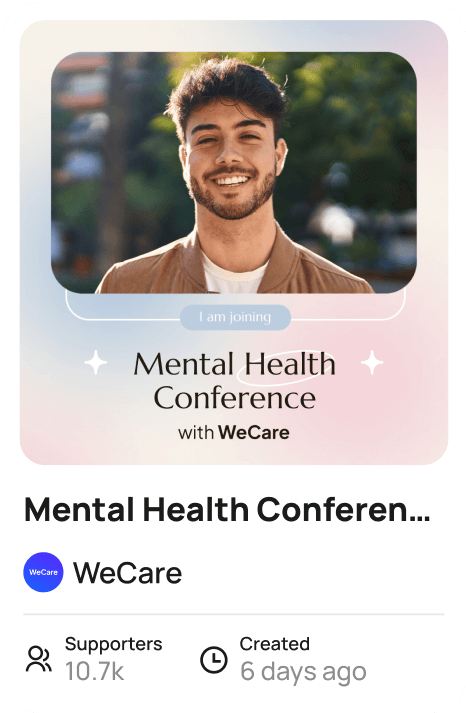 I am joining
Mental Health
Conference
with WeCare
Mental Health Conferen...
WeCare
WeCare
Supporters
10.7k
Created
6 days ago